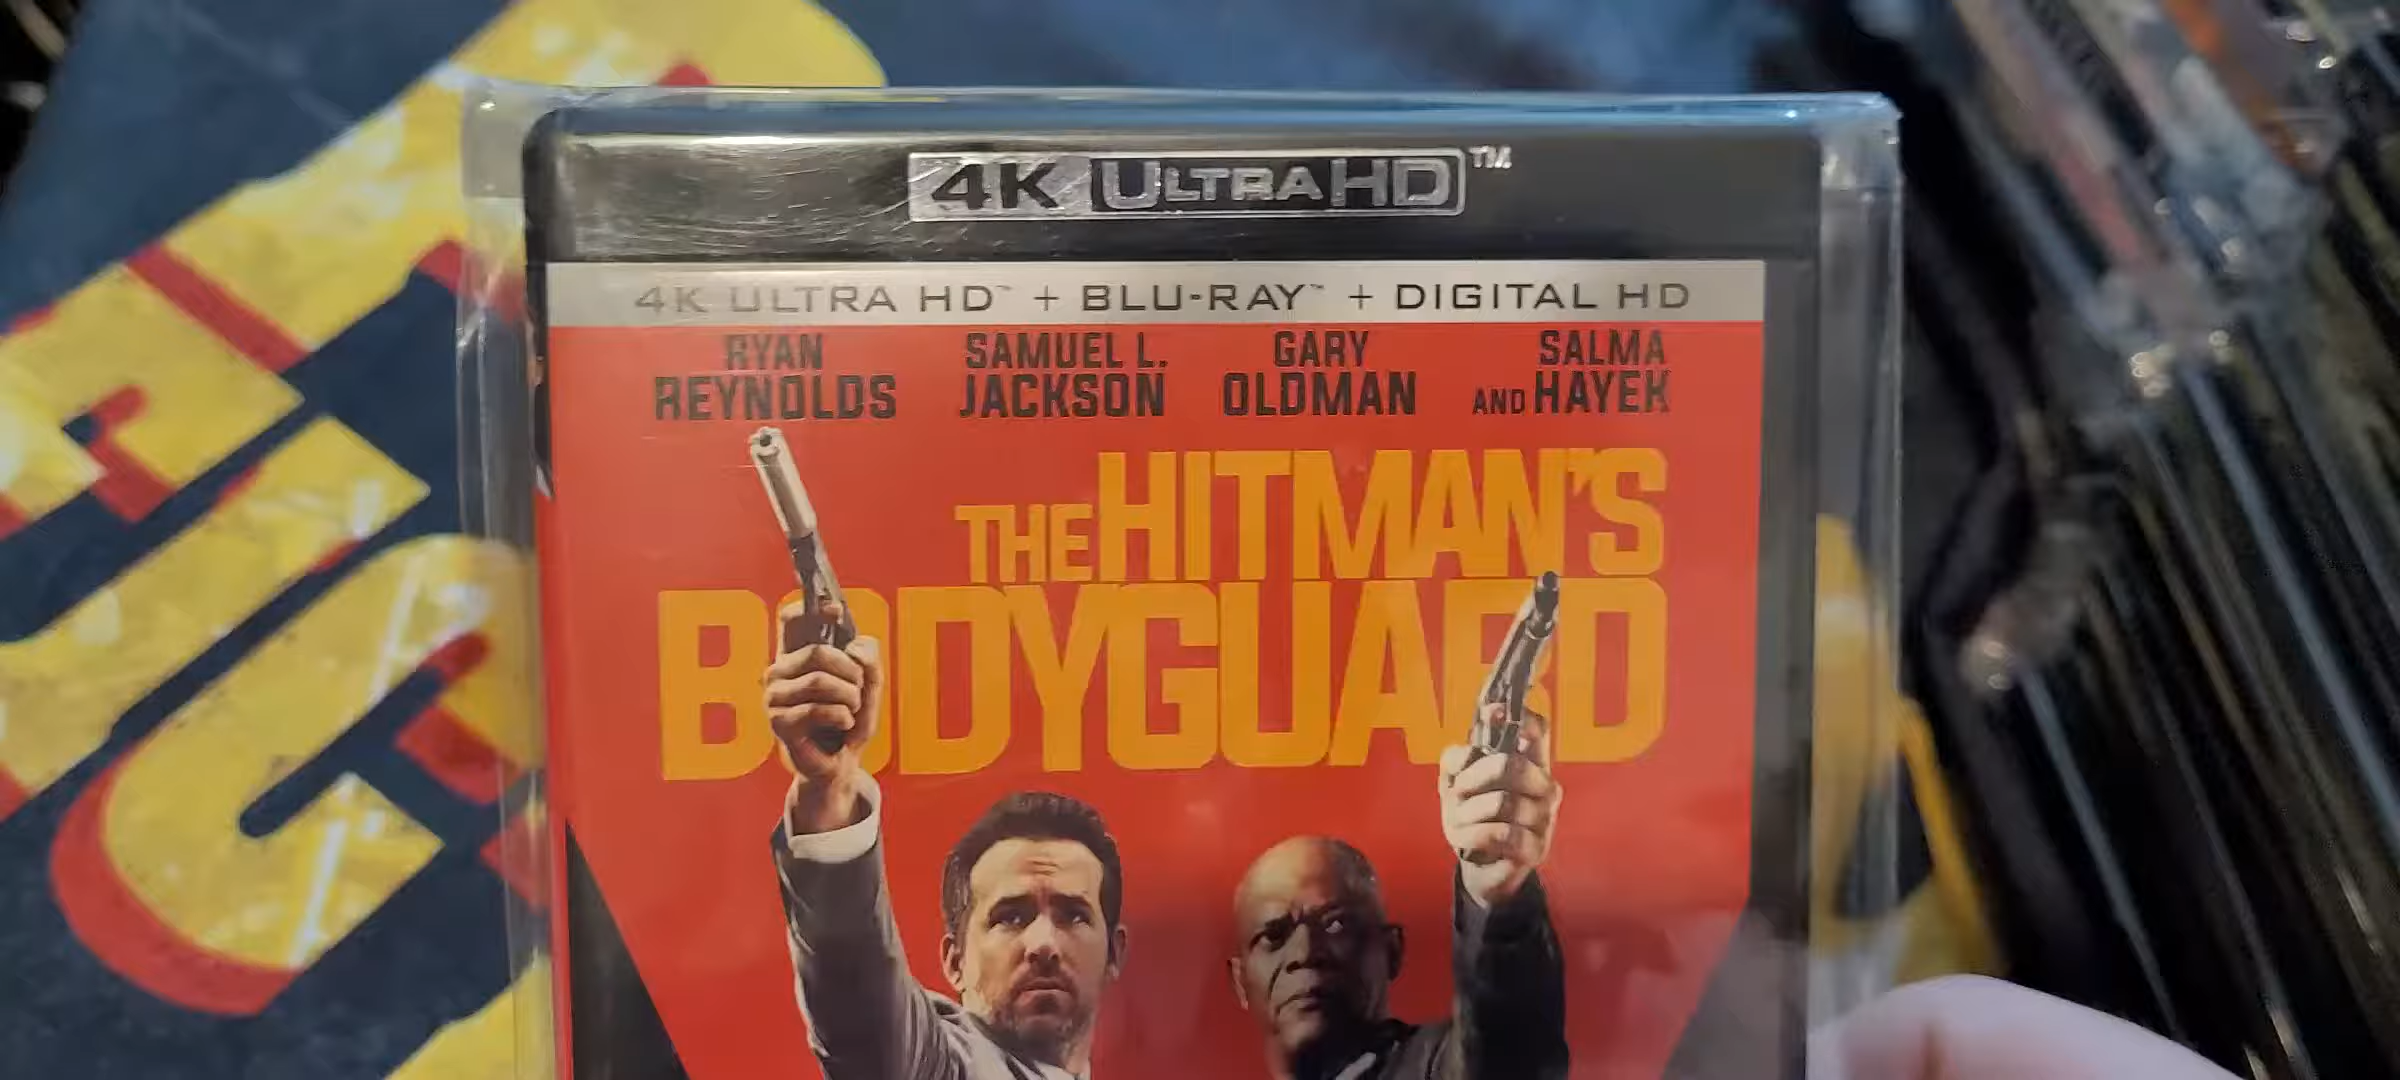 4K ULTRA HD™
4K ULTRA HD™ + BLU-RAY™ + DIGITAL HD
RYAN REYNOLDS
SAMUEL L. JACKSON
GARY OLDMAN
AND SALMA HAYEK
THE HITMAN'S
BODYGUARD